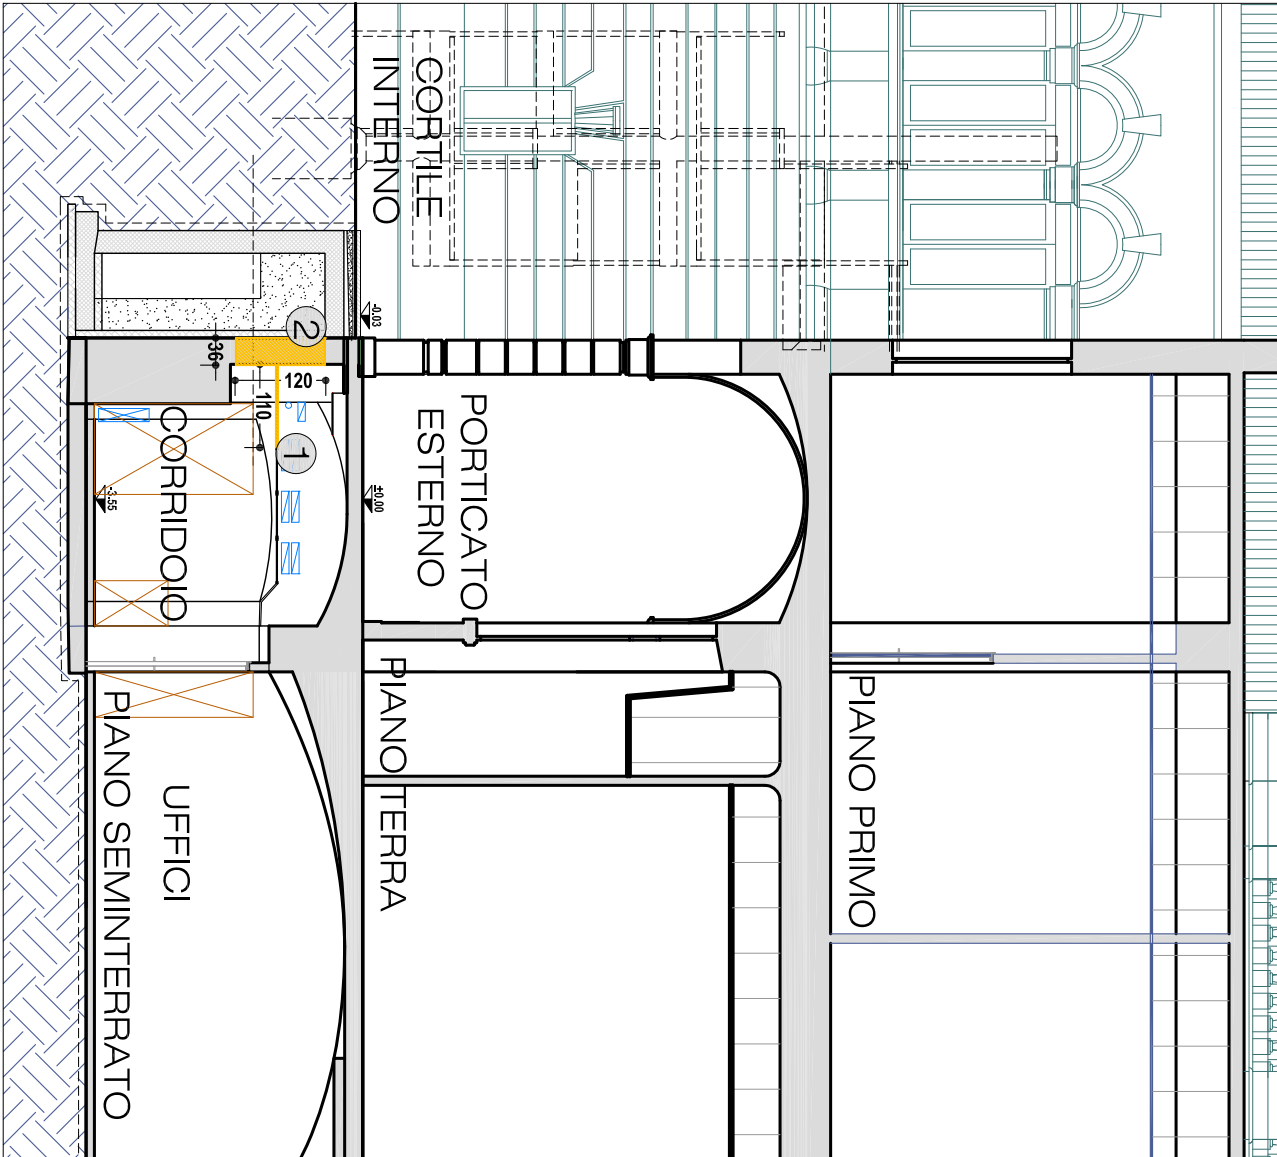 CORTILE
INTERNO
-0.03
2
36
120
110
1
CORRIDOIO
-3.55
±0.00
PORTICATO
ESTERNO
PIANO TERRA
PIANO PRIMO
UFFICI
PIANO SEMINTERRATO